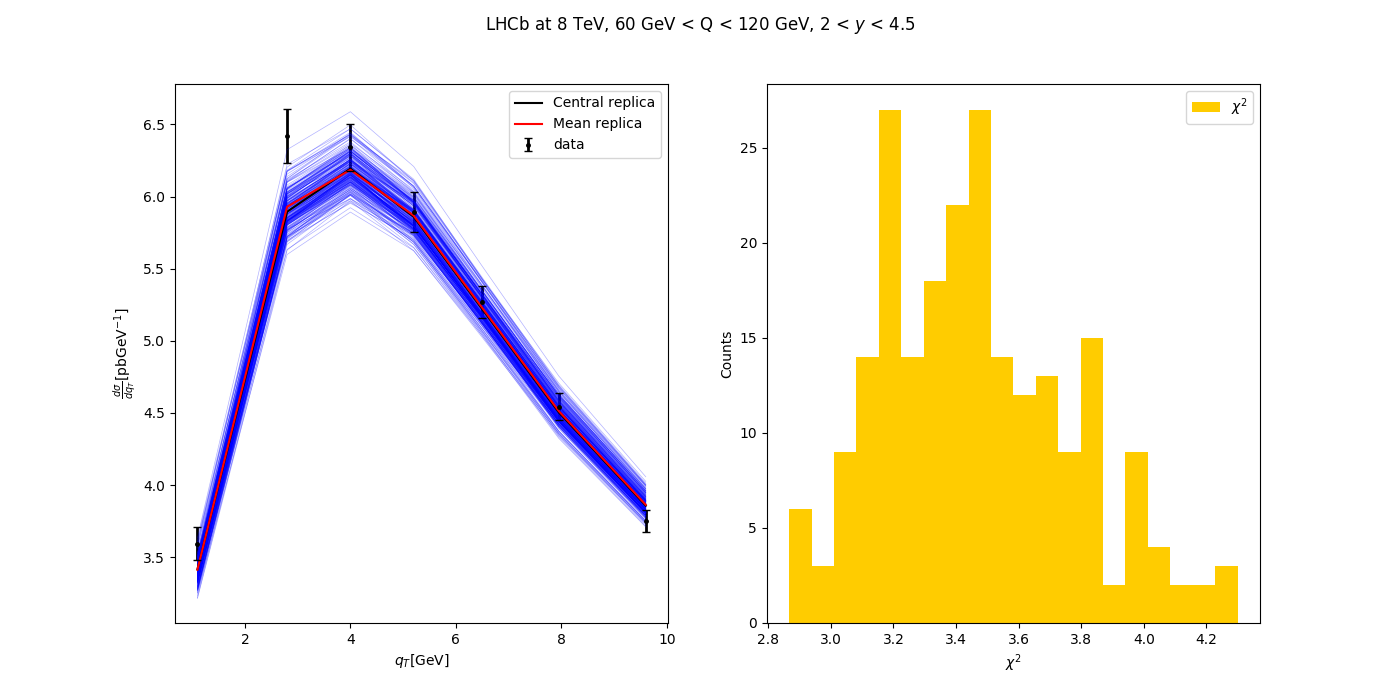 LHCb at 8 TeV, 60 GeV < Q < 120 GeV, 2 < y < 4.5
Central replica
Mean replica
data
6.5
6.0
5.5
5.0
4.5
4.0
3.5
dσ/dq_T [pbGeV⁻¹]
2
4
6
8
10
q_T[GeV]
χ²
25
20
15
10
5
0
Counts
2.8
3.0
3.2
3.4
3.6
3.8
4.0
4.2
χ²